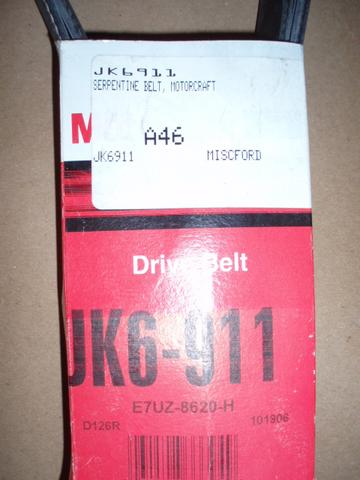 JK6911
SERPENTINE BELT, MOTORCRAFT
A46
JK6911 MISCFORD
Drive Belt
JK6-911
E7UZ-8620-H
D126R 101906